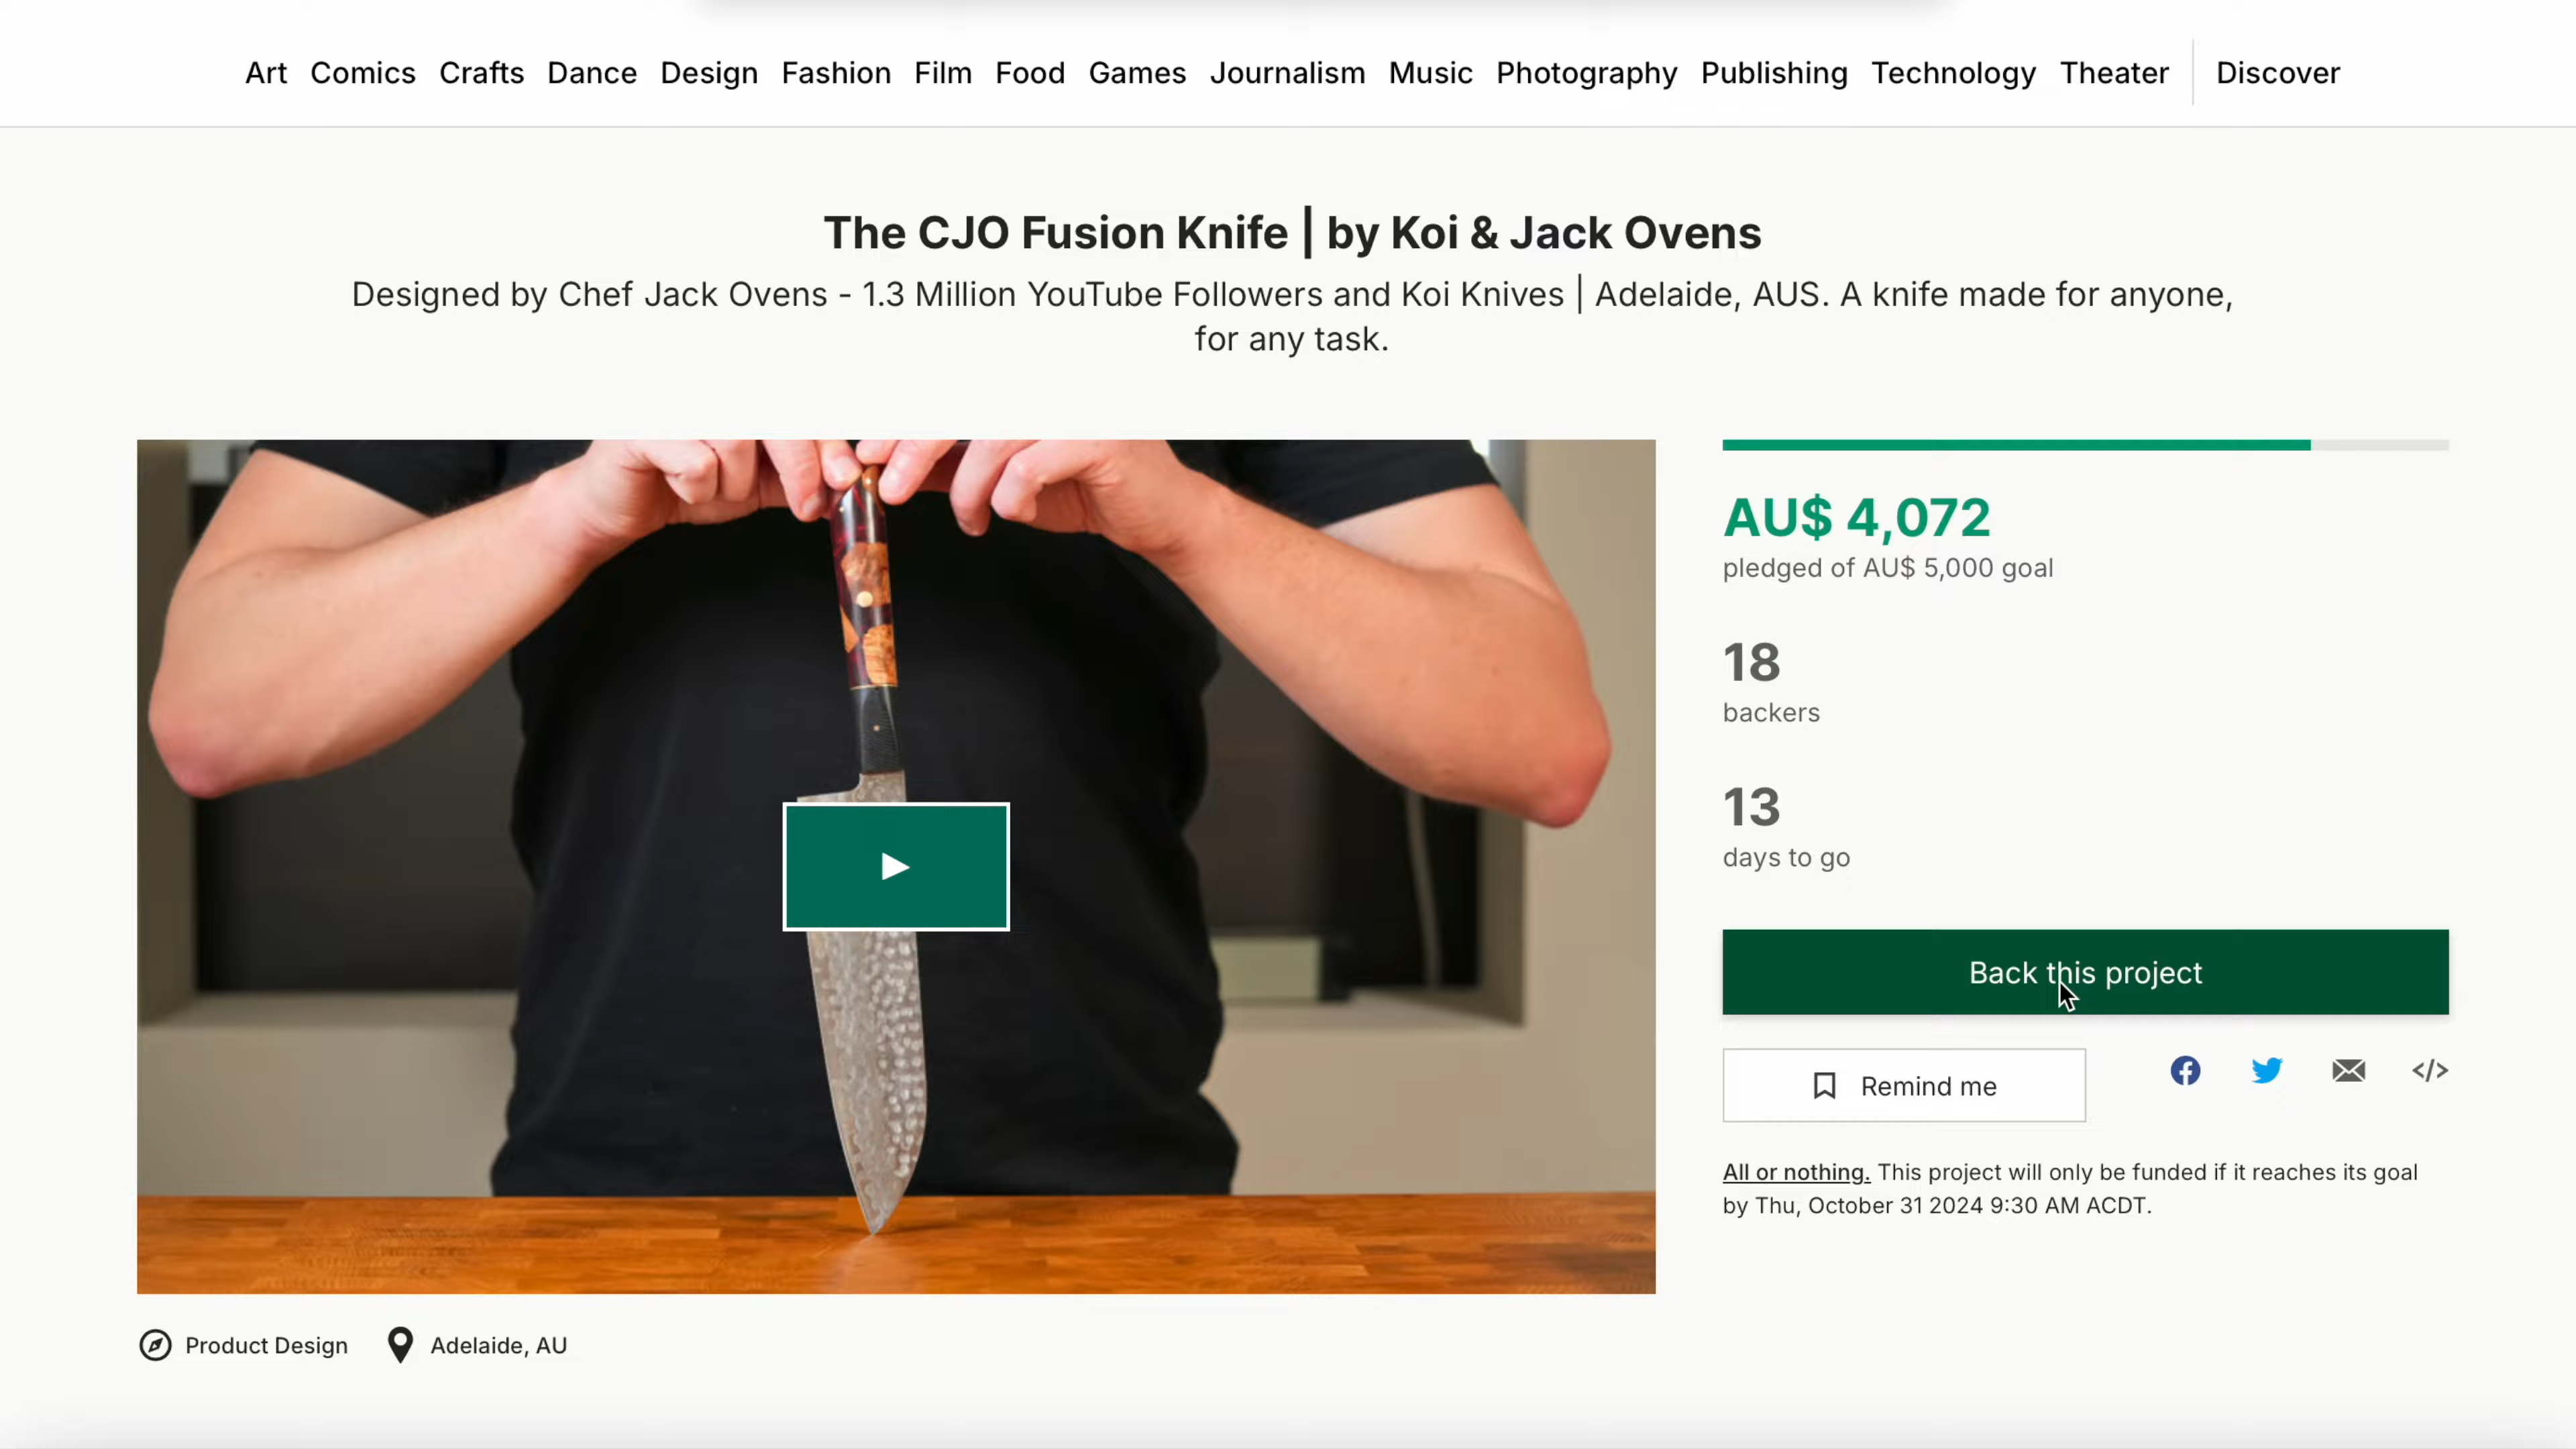 Art Comics Crafts Dance Design Fashion Film Food Games Journalism Music Photography Publishing Technology Theater Discover
The CJO Fusion Knife | by Koi & Jack Ovens
Designed by Chef Jack Ovens - 1.3 Million YouTube Followers and Koi Knives | Adelaide, AUS. A knife made for anyone,
for any task.
AU$ 4,072
pledged of AU$ 5,000 goal
18
backers
13
days to go
Back this project
Remind me
All or nothing. This project will only be funded if it reaches its goal
by Thu, October 31 2024 9:30 AM ACDT.
Product Design Adelaide, AU